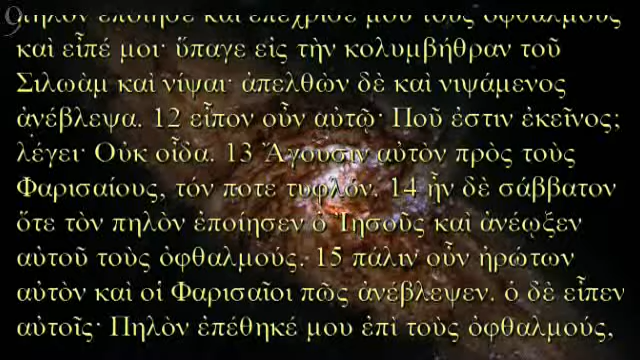 9
πηλὸν ἐποίησε καὶ ἐπέχρισέ μου τοὺς ὀφθαλμοὺς
καὶ εἶπέ μοι· ὕπαγε εἰς τὴν κολυμβήθραν τοῦ
Σιλωὰμ καὶ νίψαι· ἀπελθὼν δὲ καὶ νιψάμενος
ἀνέβλεψα. 12 εἶπον οὖν αὐτῷ· Ποῦ ἐστιν ἐκεῖνος;
λέγει· Οὐκ οἶδα. 13 Ἄγουσιν αὐτὸν πρὸς τοὺς
Φαρισαίους, τόν ποτε τυφλόν. 14 ἦν δὲ σάββατον
ὅτε τὸν πηλὸν ἐποίησεν ὁ Ἰησοῦς καὶ ἀνέῳξεν
αὐτοῦ τοὺς ὀφθαλμούς. 15 πάλιν οὖν ἠρώτων
αὐτὸν καὶ οἱ Φαρισαῖοι πῶς ἀνέβλεψεν. ὁ δὲ εἶπεν
αὐτοῖς· Πηλὸν ἐπέθηκέ μου ἐπὶ τοὺς ὀφθαλμούς,